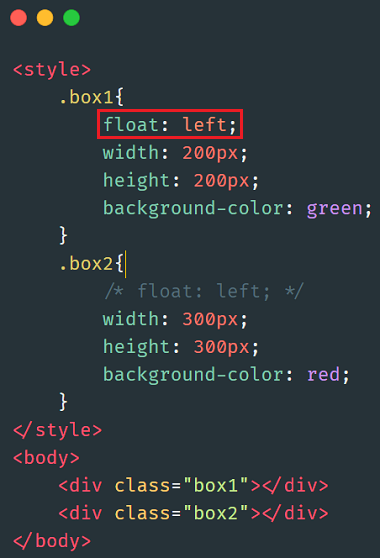 <style>
.box1{
float: left;
width: 200px;
height: 200px;
background-color: green;
}
.box2{
/* float: left; */
width: 300px;
height: 300px;
background-color: red;
}
</style>
<body>
<div class="box1"></div>
<div class="box2"></div>
</body>